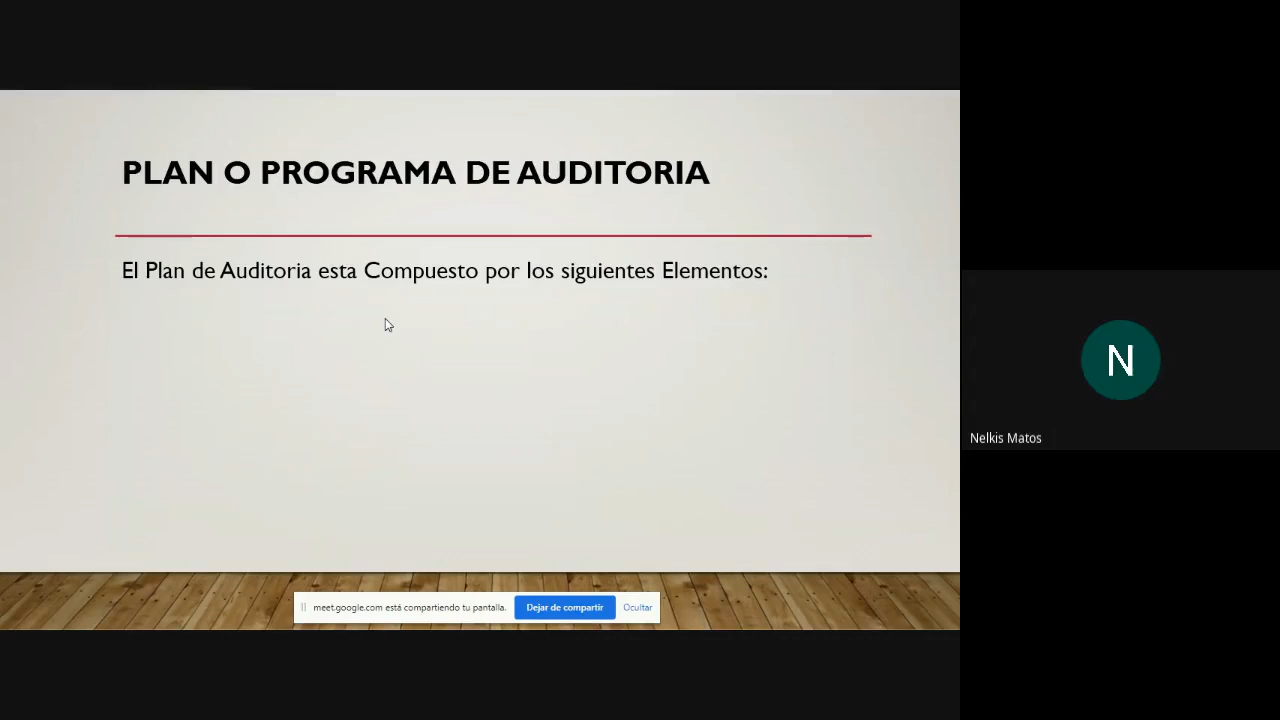 PLAN O PROGRAMA DE AUDITORIA
El Plan de Auditoria esta Compuesto por los siguientes Elementos:
meet.google.com está compartiendo tu pantalla.
Dejar de compartir
Ocultar
N
Nelkis Matos